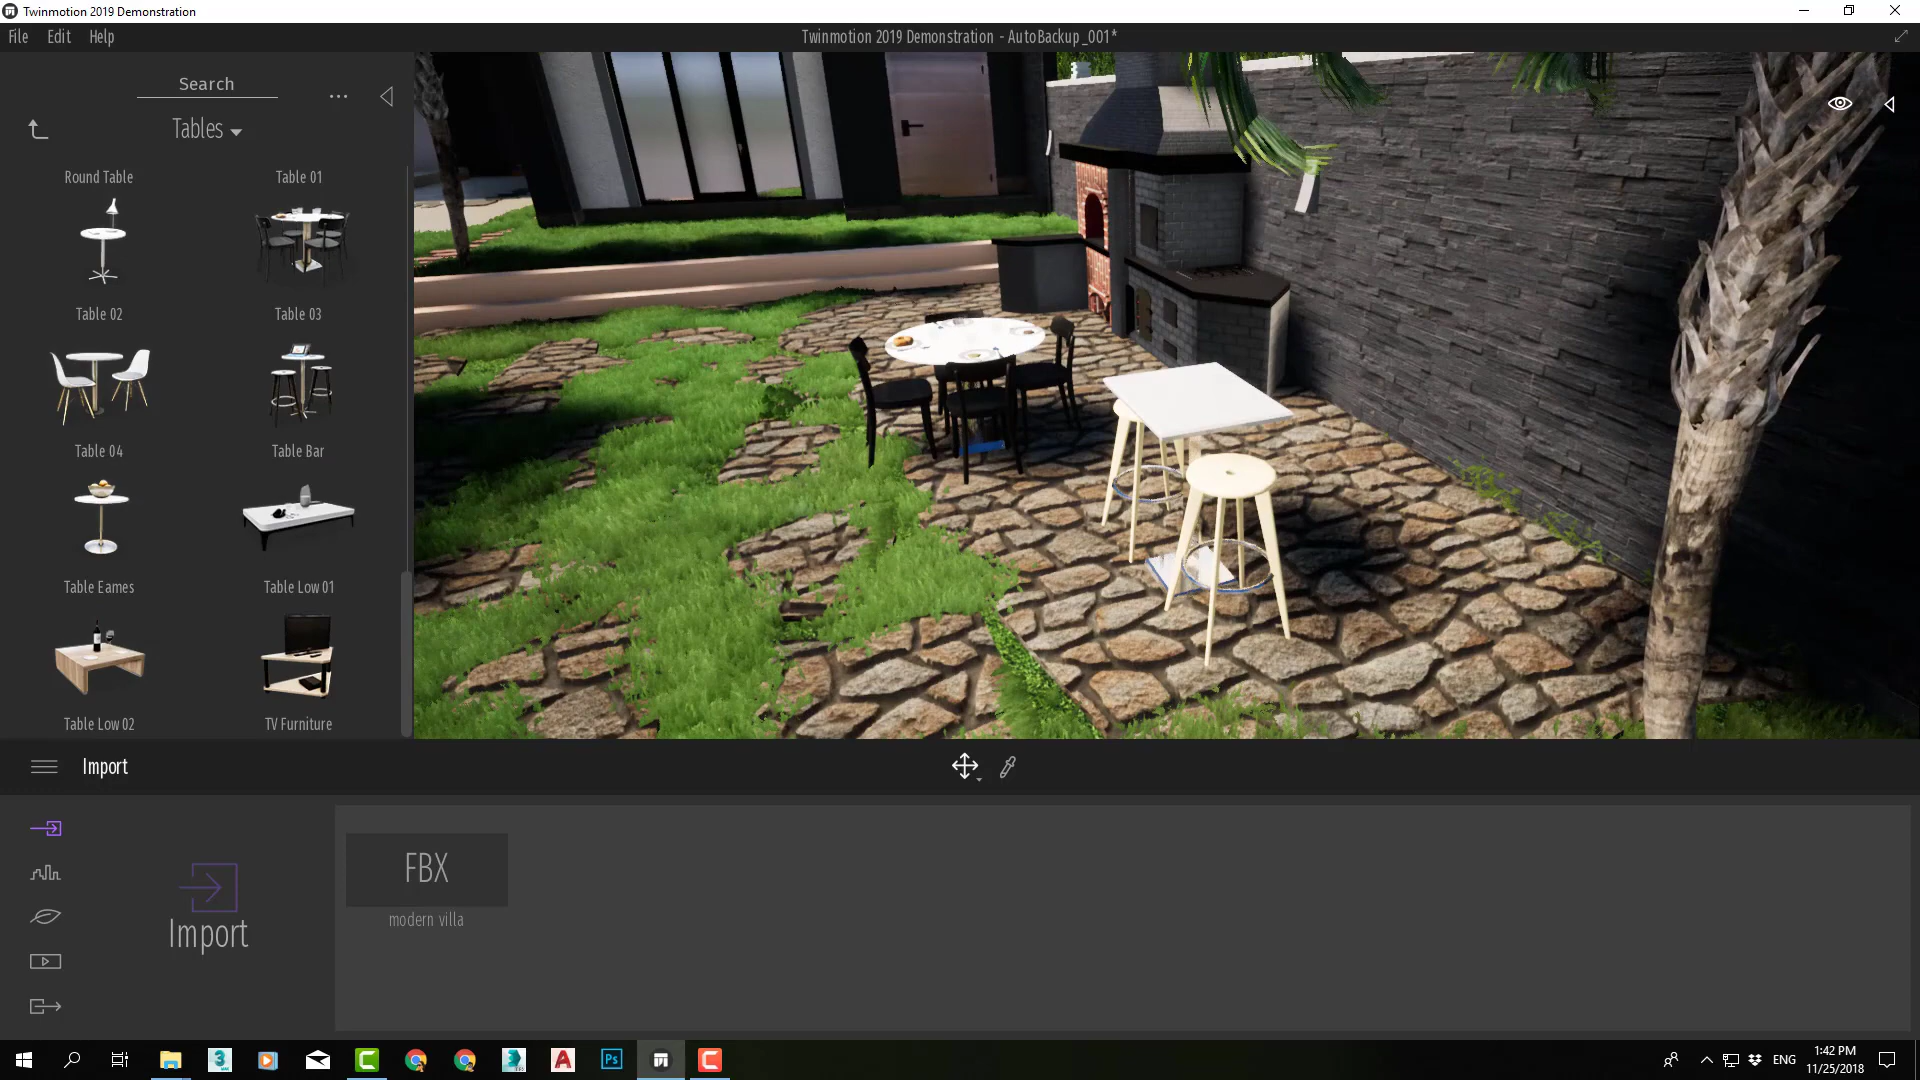 Twinmotion 2019 Demonstration
File Edit Help
Twinmotion 2019 Demonstration - AutoBackup_001*
Search
Tables
Round Table
Table 01
Table 02
Table 03
Table 04
Table Bar
Table Eames
Table Low 01
Table Low 02
TV Furniture
Import
Import
FBX
modern villa
3
Ps
ENG
1:42 PM
11/25/2018